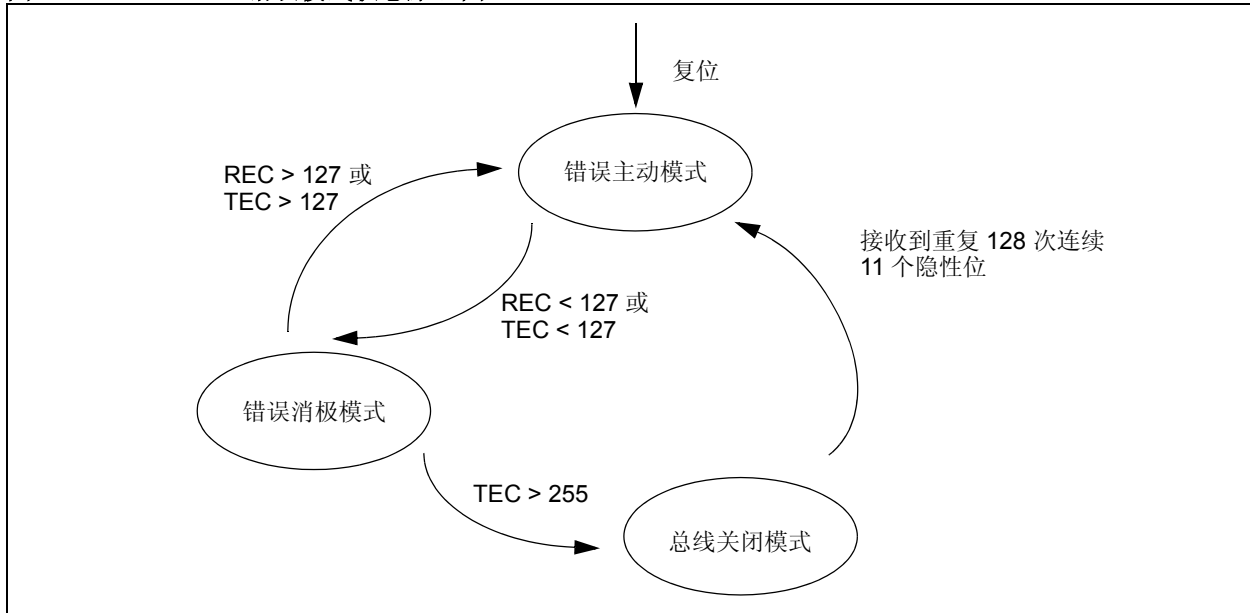 复位
错误主动模式
REC > 127 或
TEC > 127
接收到重复 128 次连续
11 个隐性位
REC < 127 或
TEC < 127
错误消极模式
TEC > 255
总线关闭模式